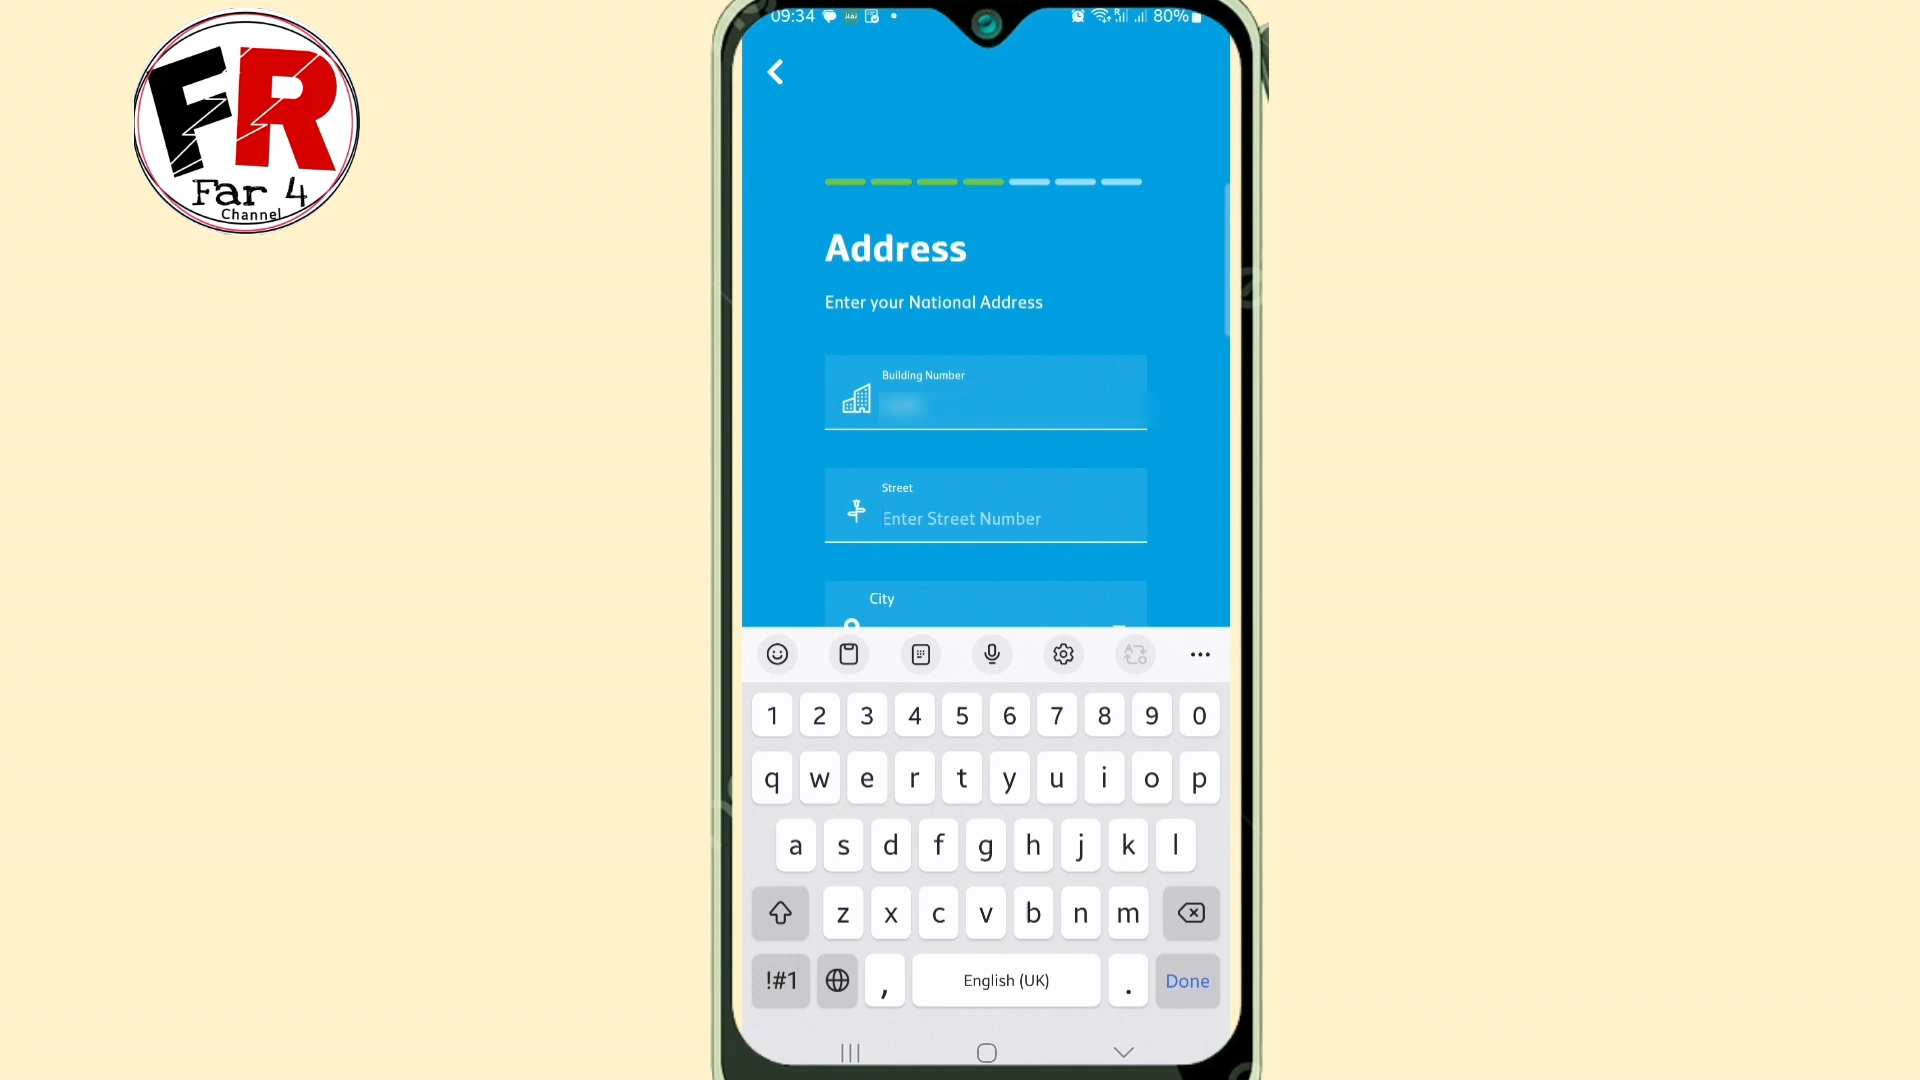 FR
Far 4
Channel
09:34
80%
Address
Enter your National Address
Building Number
Street
Enter Street Number
City
1 2 3 4 5 6 7 8 9 0
q w e r t y u i o p
a s d f g h j k l
z x c v b n m
!#1 , English (UK) . Done